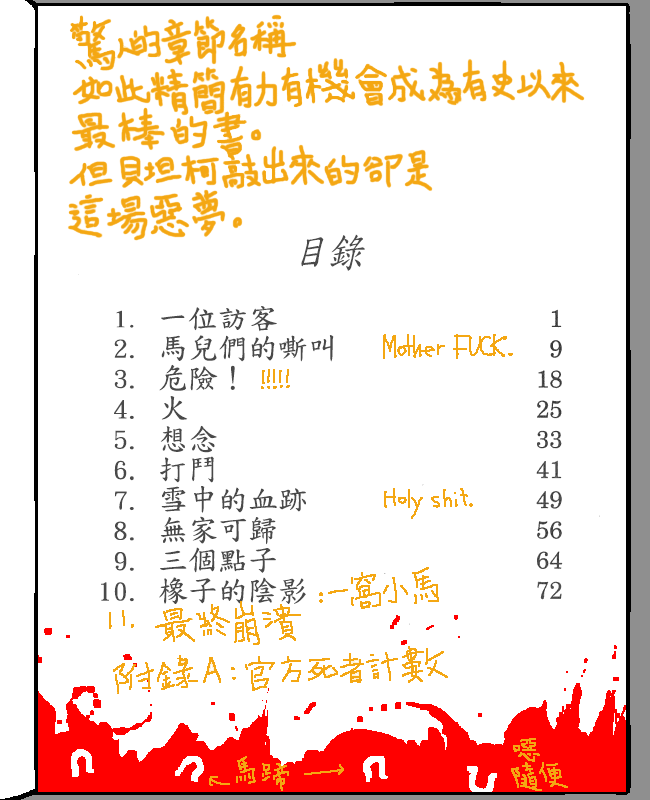 驚人的章節名稱
如此精簡有力有機會成為有史以來
最棒的書。
但貝坦柯敲出來的卻是
這場惡夢。
目錄
1. 一位訪客 1
2. 馬兒們的嘶叫 Mother FUCK. 9
3. 危險！ !!!!! 18
4. 火 25
5. 想念 33
6. 打鬥 41
7. 雪中的血跡 Holy shit. 49
8. 無家可歸 56
9. 三個點子 64
10. 橡子的陰影 :一窩小馬 72
11. 最終崩潰
附錄A:官方死者計數
←馬蹄→
噁
隨便